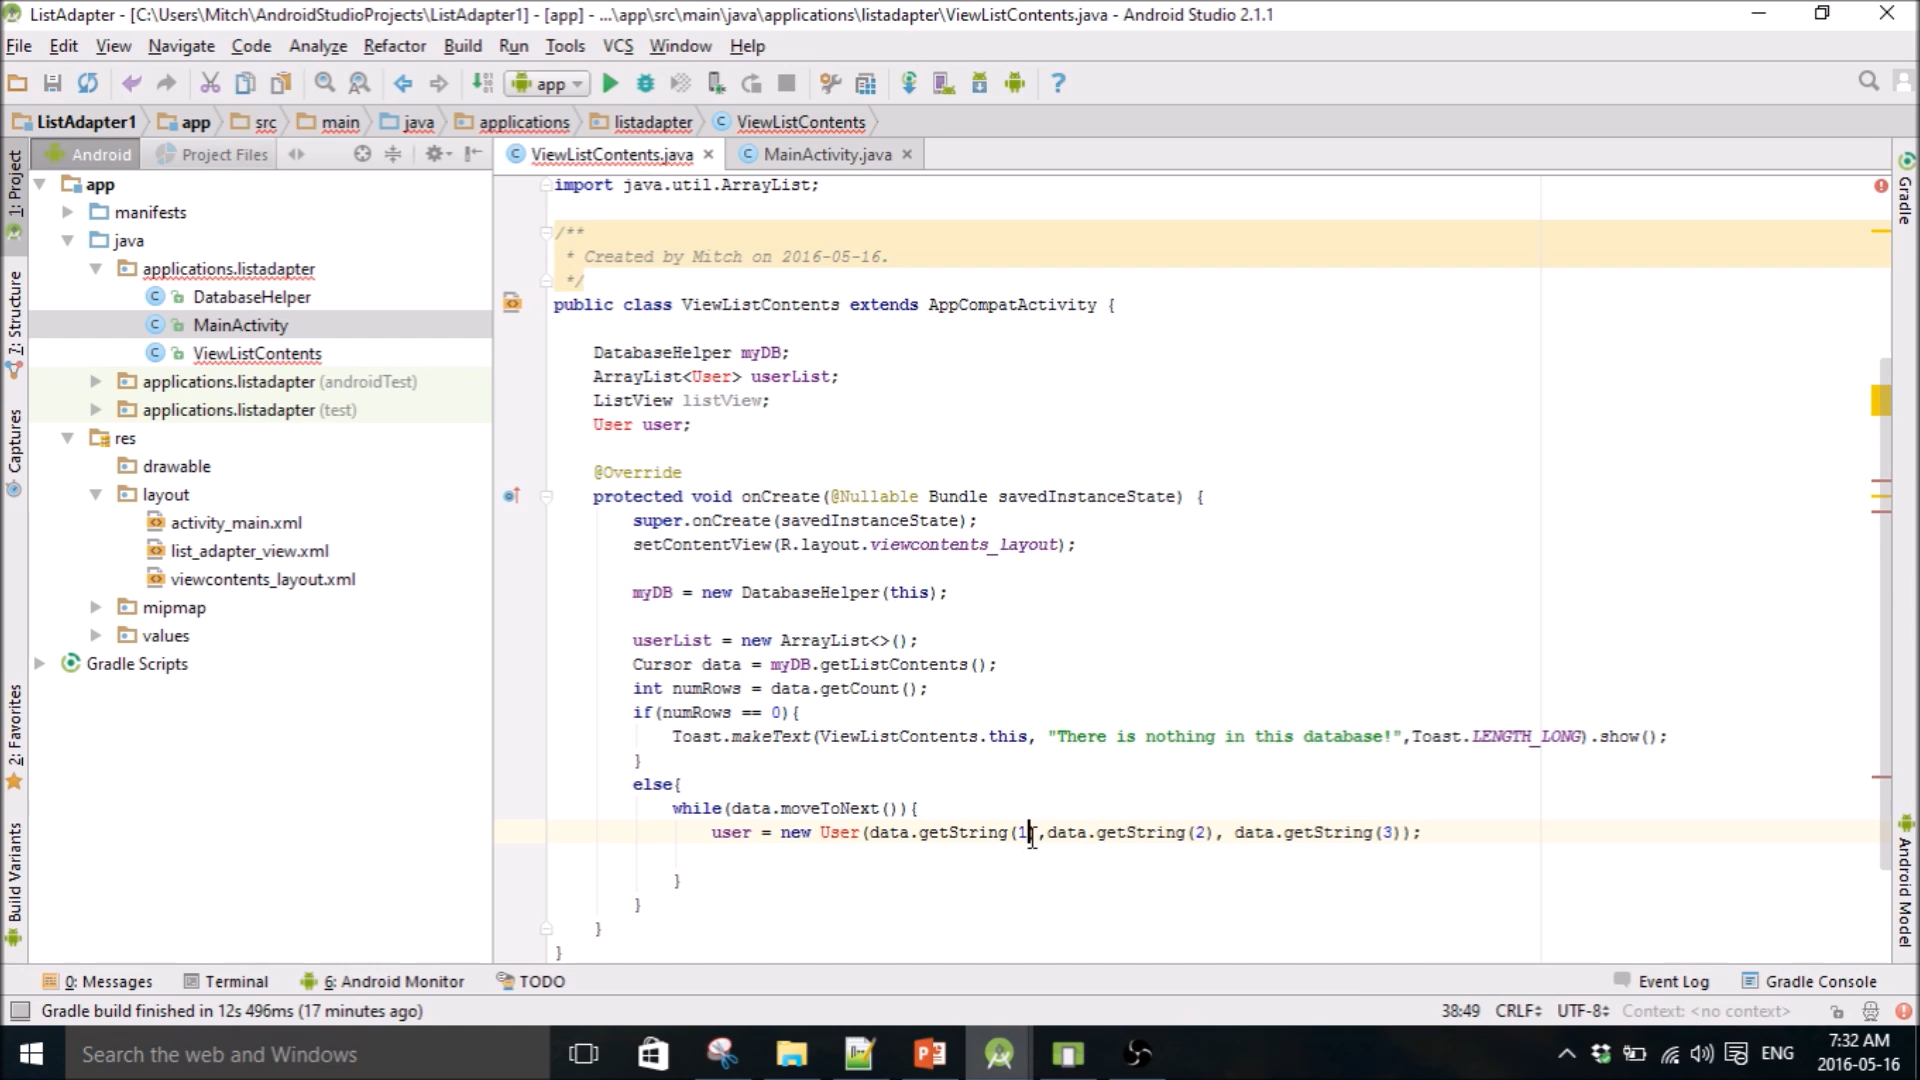 ListAdapter - [C:\Users\Mitch\AndroidStudioProjects\ListAdapter1] - [app] - ...\app\src\main\java\applications\listadapter\ViewListContents.java - Android Studio 2.1.1
File Edit View Navigate Code Analyze Refactor Build Run Tools VCS Window Help
app
ListAdapter1 app src main java applications listadapter ViewListContents
Android Project Files
ViewListContents.java MainActivity.java
1: Project
7: Structure
Captures
2: Favorites
Build Variants
app
manifests
java
applications.listadapter
DatabaseHelper
MainActivity
ViewListContents
applications.listadapter (androidTest)
applications.listadapter (test)
res
drawable
layout
activity_main.xml
list_adapter_view.xml
viewcontents_layout.xml
mipmap
values
Gradle Scripts
import java.util.ArrayList;
/**
* Created by Mitch on 2016-05-16.
*/
public class ViewListContents extends AppCompatActivity {
DatabaseHelper myDB;
ArrayList<User> userList;
ListView listView;
User user;
@Override
protected void onCreate(@Nullable Bundle savedInstanceState) {
super.onCreate(savedInstanceState);
setContentView(R.layout.viewcontents_layout);
myDB = new DatabaseHelper(this);
userList = new ArrayList<>();
Cursor data = myDB.getListContents();
int numRows = data.getCount();
if(numRows == 0){
Toast.makeText(ViewListContents.this, "There is nothing in this database!",Toast.LENGTH_LONG).show();
}
else{
while(data.moveToNext()){
user = new User(data.getString(1),data.getString(2), data.getString(3));
}
}
}
}
Gradle
Android Model
0: Messages Terminal 6: Android Monitor TODO Event Log Gradle Console
Gradle build finished in 12s 496ms (17 minutes ago) 38:49 CRLF UTF-8 Context: <no context>
Search the web and Windows
ENG
7:32 AM
2016-05-16